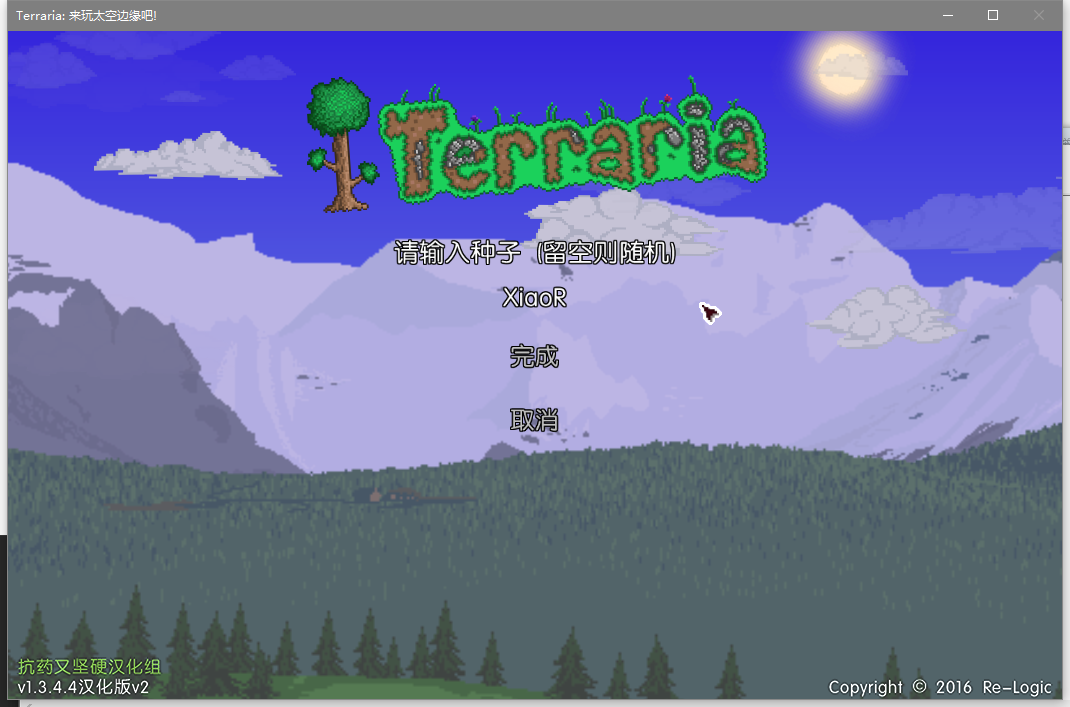 Terraria: 来玩太空边缘吧!
Terraria
请输入种子 (留空则随机)
XiaoR
完成
取消
抗药又坚硬汉化组
v1.3.4.4汉化版v2
Copyright © 2016 Re-Logic